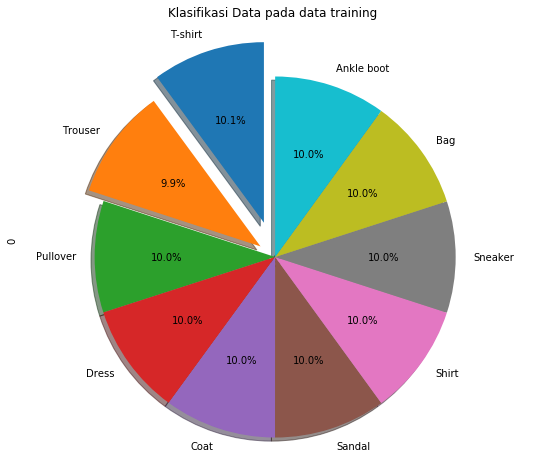 Klasifikasi Data pada data training
T-shirt
10.1%
Trouser
9.9%
Pullover
10.0%
Dress
10.0%
Coat
10.0%
Sandal
10.0%
Shirt
10.0%
Sneaker
10.0%
Bag
10.0%
Ankle boot
10.0%
0